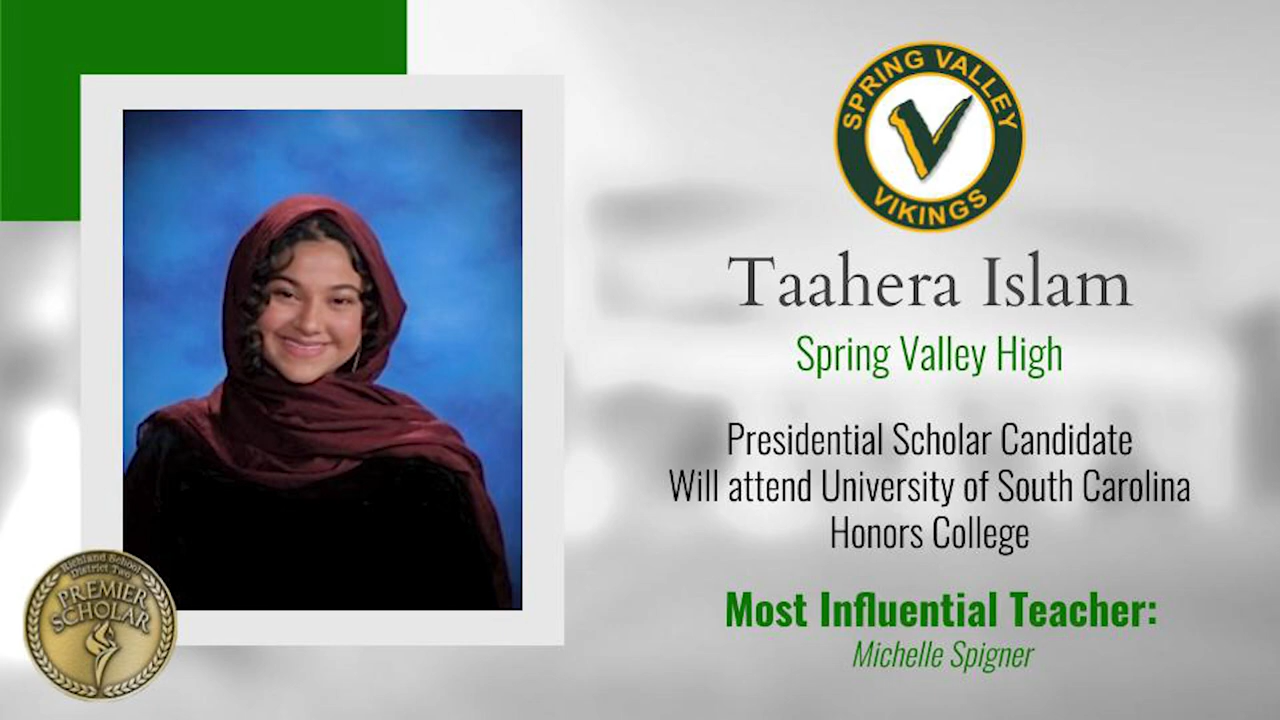 SPRING VALLEY
V
VIKINGS
Taahera Islam
Spring Valley High
Presidential Scholar Candidate
Will attend University of South Carolina
Honors College
Most Influential Teacher:
Michelle Spigner
Richland School
District Two
PREMIER
SCHOLAR